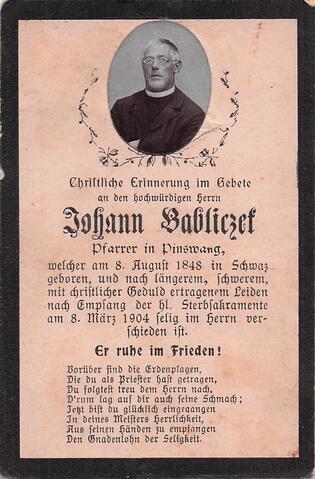 Christliche Erinnerung im Gebete
an den hochwürdigen Herrn
Johann Babliczek
Pfarrer in Pinswang,
welcher am 8. August 1848 in Schwaz
geboren, und nach längerem, schwerem,
mit christlicher Geduld ertragenem Leiden
nach Empfang der hl. Sterbsakramente
am 8. März 1904 selig im Herrn ver-
schieden ist.
Er ruhe im Frieden!
Vorüber sind die Erdenplagen,
Die du als Priester hast getragen,
Du folgtest treu dem Herrn nach,
D'rum lag auf dir auch seine Schmach;
Jetzt bist du glücklich eingegangen
In deines Meisters Herrlichkeit,
Aus seinen Händen zu empfangen
Den Gnadenlohn der Seligkeit.